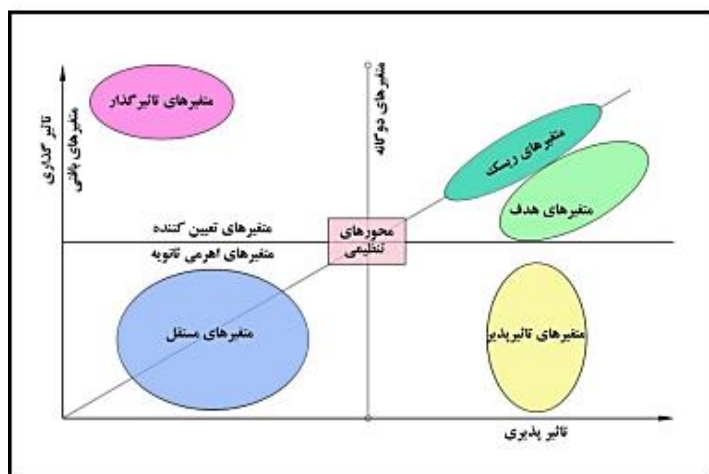 متغیرهای تاثیرگذار
متغیرهای دوگانه
تاثیر گذاری
متغیرهای بافتی
متغیرهای ریسک
متغیرهای هدف
متغیرهای تعیین کننده
متغیرهای اهرمی ثانویه
محورهای
تنظیمی
متغیرهای مستقل
متغیرهای تاثیرپذیر
تاثیر پذیری